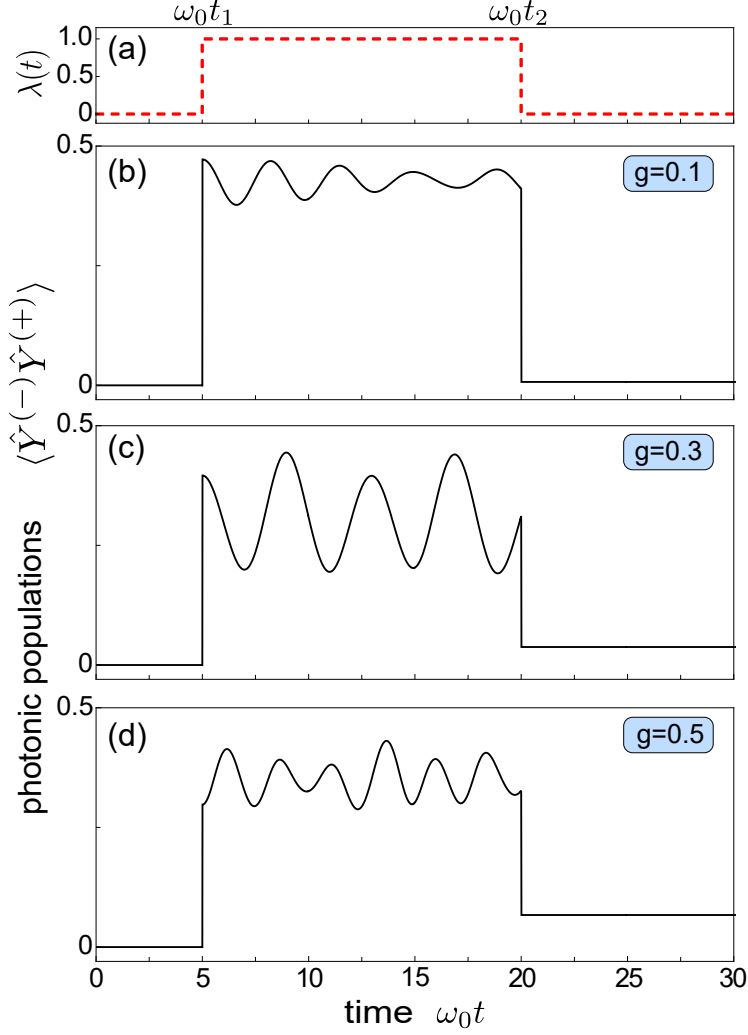 ω₀t₁ ω₀t₂
λ(t)
1.0
0.5
0
(a)
photonic populations ⟨Ŷ⁽⁻⁾Ŷ⁽⁺⁾⟩
0.5
0
(b)
g=0.1
0.5
0
(c)
g=0.3
0.5
0
(d)
g=0.5
0 5 10 15 20 25 30
time ω₀t